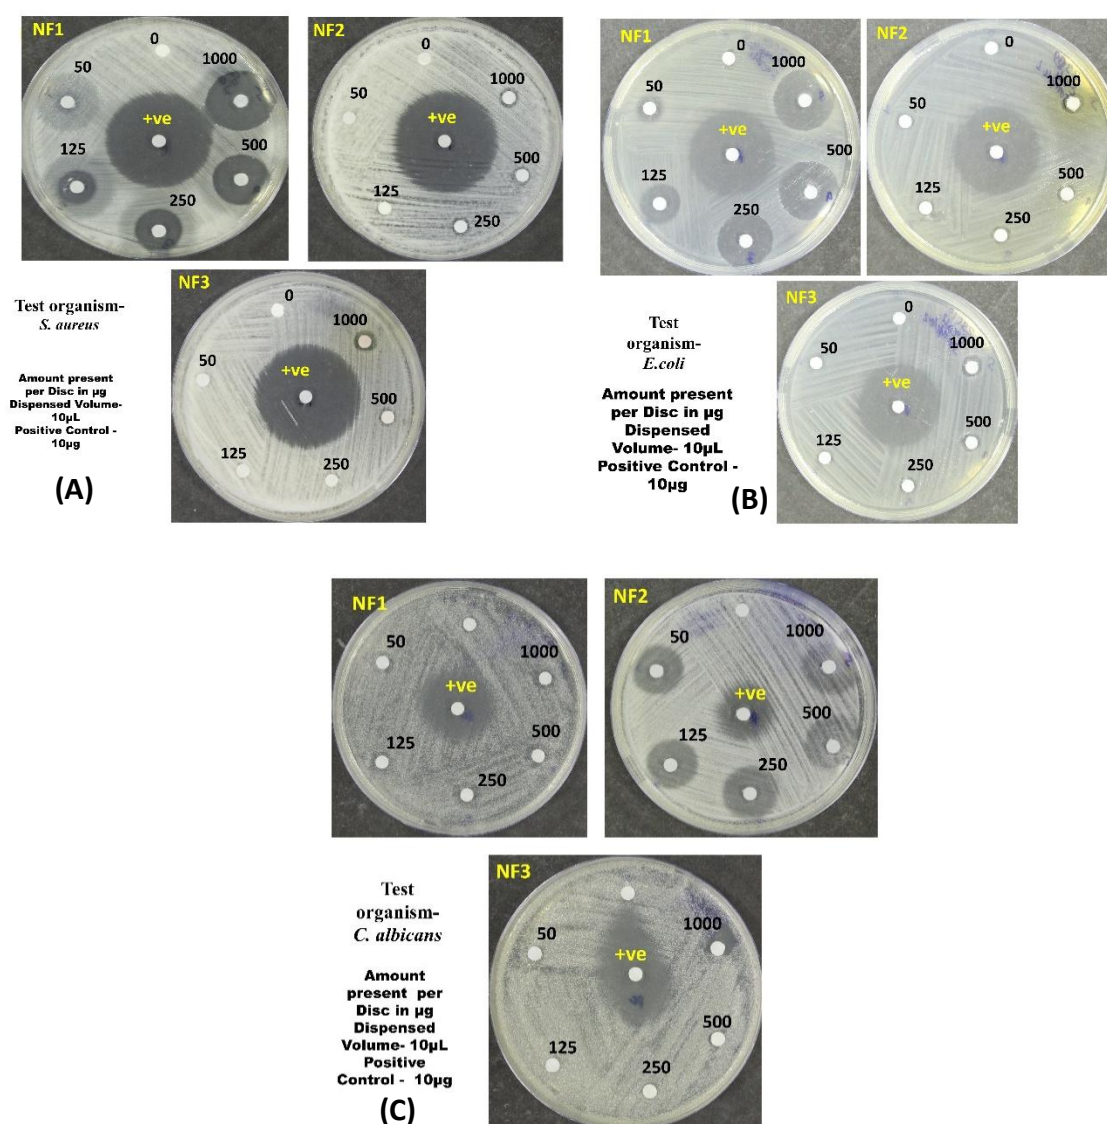 NF1
0
50
1000
+ve
125
500
250
NF2
0
50
1000
+ve
500
125
250
NF3
0
1000
50
+ve
500
125
250
Test organism-
S. aureus
Amount present
per Disc in µg
Dispensed Volume-
10µL
Positive Control -
10µg
(A)
NF1
0
1000
50
+ve
500
125
250
NF2
0
1000
50
+ve
500
125
250
NF3
0
1000
50
+ve
500
125
250
Test
organism-
E.coli
Amount present
per Disc in µg
Dispensed
Volume- 10µL
Positive Control -
10µg
(B)
NF1
50
1000
+ve
125
500
250
NF2
50
1000
+ve
500
125
250
NF3
50
1000
+ve
500
125
250
Test
organism-
C. albicans
Amount
present per
Disc in µg
Dispensed
Volume- 10µL
Positive
Control - 10µg
(C)